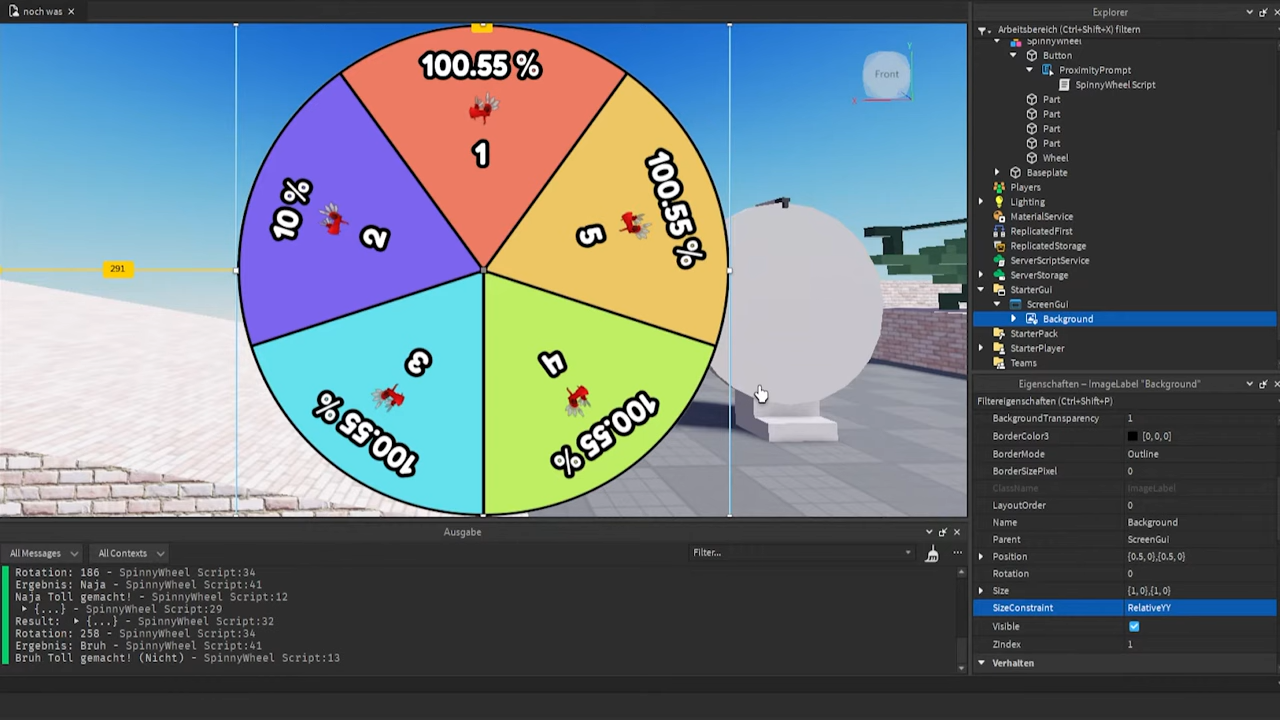 noch was
Explorer
Arbeitsbereich (Ctrl+Shift+X) filtern
SpinnyWheel
Button
ProximityPrompt
SpinnyWheel Script
Part
Part
Part
Part
Wheel
Baseplate
Players
Lighting
MaterialService
ReplicatedFirst
ReplicatedStorage
ServerScriptService
ServerStorage
StarterGui
ScreenGui
Background
StarterPack
StarterPlayer
Teams
100.55 %
1
10 %
2
100.55 %
5
100.55 %
3
100.55 %
4
Front
Y
X
291
Eigenschaften – ImageLabel "Background"
Filtereigenschaften (Ctrl+Shift+P)
BackgroundTransparency 1
BorderColor3 [0,0,0]
BorderMode Outline
BorderSizePixel 0
ClassName ImageLabel
LayoutOrder 0
Name Background
Parent ScreenGui
Position {0.5, 0},{0.5, 0}
Rotation 0
Size {1, 0},{1, 0}
SizeConstraint RelativeYY
Visible
ZIndex 1
Verhalten
Ausgabe
All Messages All Contexts Filter...
Rotation: 186 - SpinnyWheel Script:34
Ergebnis: Naja - SpinnyWheel Script:41
Naja Toll gemacht! - SpinnyWheel Script:12
{...} - SpinnyWheel Script:29
Result: {...} - SpinnyWheel Script:32
Rotation: 258 - SpinnyWheel Script:34
Ergebnis: Bruh - SpinnyWheel Script:41
Bruh Toll gemacht! (Nicht) - SpinnyWheel Script:13